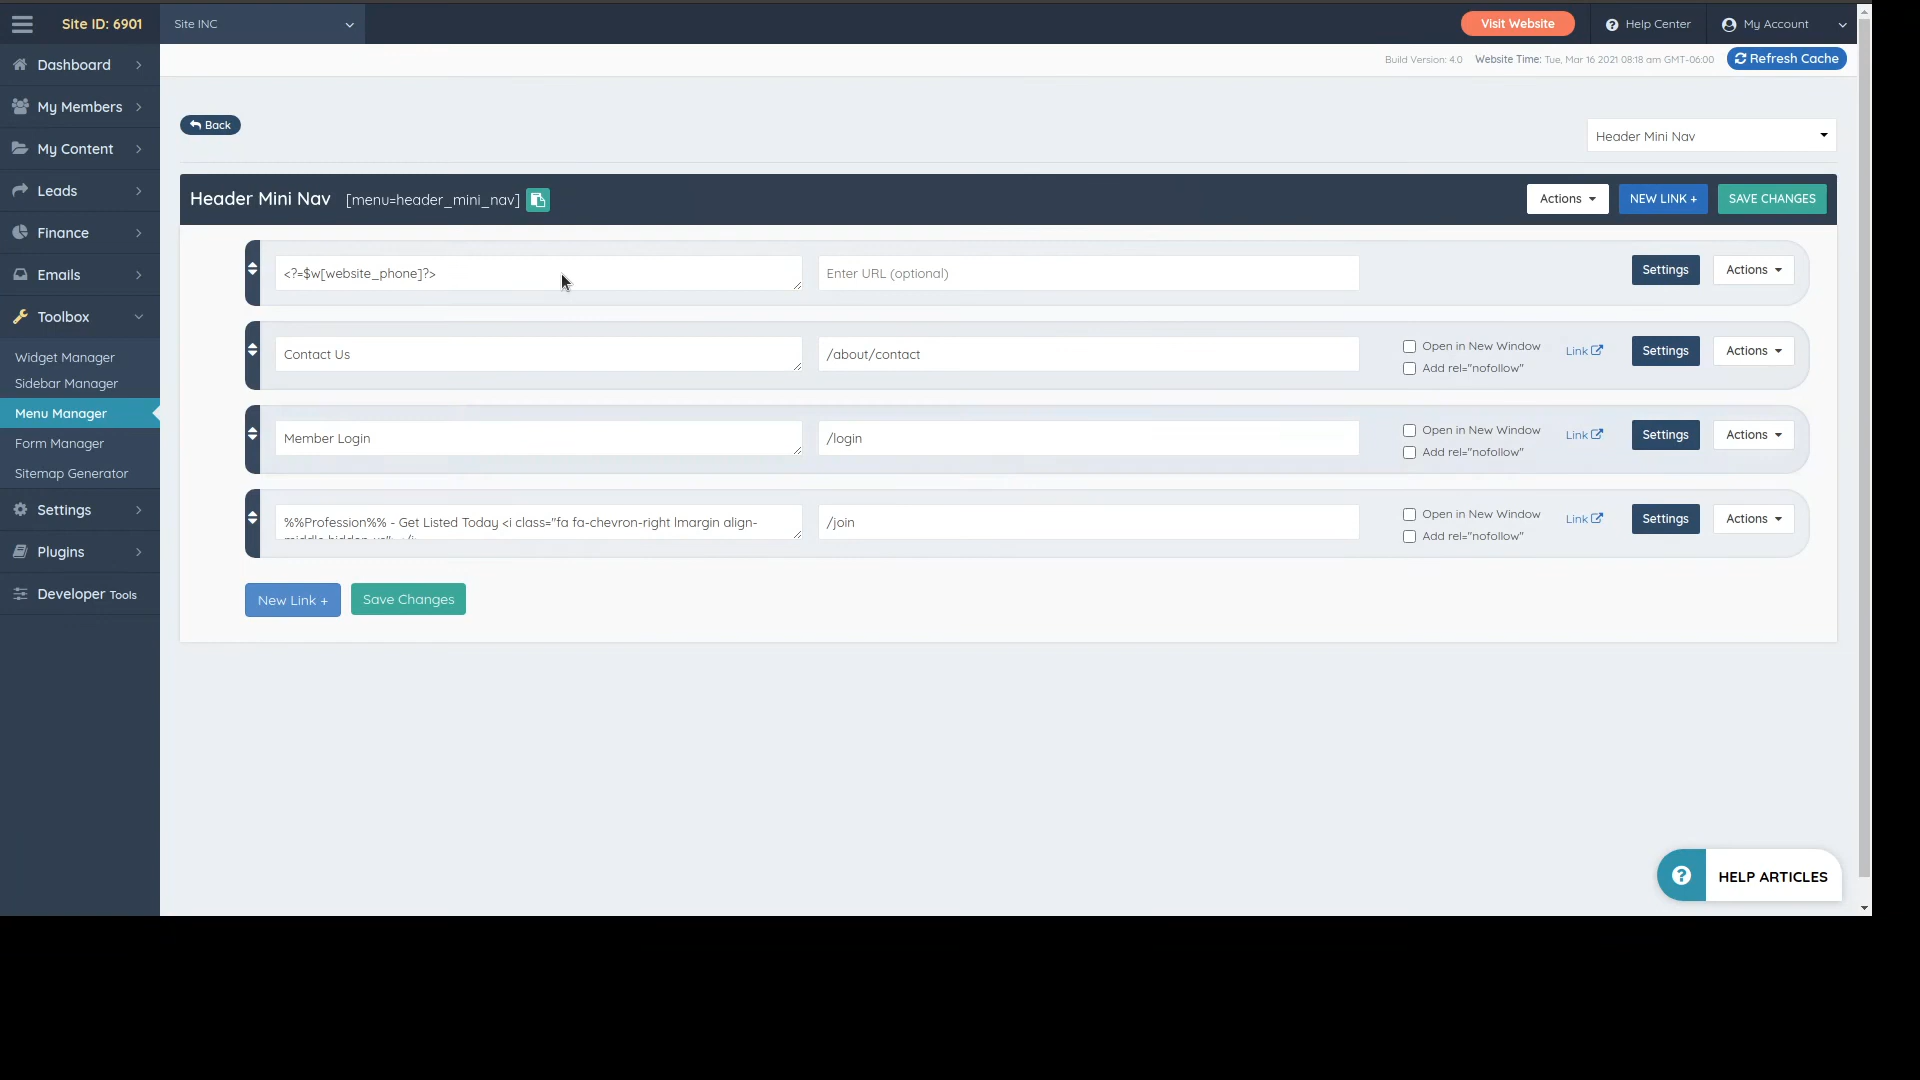 Site ID: 6901
Site INC
Visit Website
Help Center
My Account
Build Version: 4.0
Website Time: Tue, Mar 16 2021 08:18 am GMT-06:00
Refresh Cache
Dashboard
My Members
My Content
Leads
Finance
Emails
Toolbox
Widget Manager
Sidebar Manager
Menu Manager
Form Manager
Sitemap Generator
Settings
Plugins
Developer Tools
Back
Header Mini Nav
Header Mini Nav [menu=header_mini_nav]
Actions
NEW LINK +
SAVE CHANGES
<?=$w[website_phone]?>
Enter URL (optional)
Settings
Actions
Contact Us
/about/contact
Open in New Window
Add rel="nofollow"
Link
Settings
Actions
Member Login
/login
Open in New Window
Add rel="nofollow"
Link
Settings
Actions
%%Profession%% - Get Listed Today <i class="fa fa-chevron-right lmargin align-
/join
Open in New Window
Add rel="nofollow"
Link
Settings
Actions
New Link +
Save Changes
HELP ARTICLES